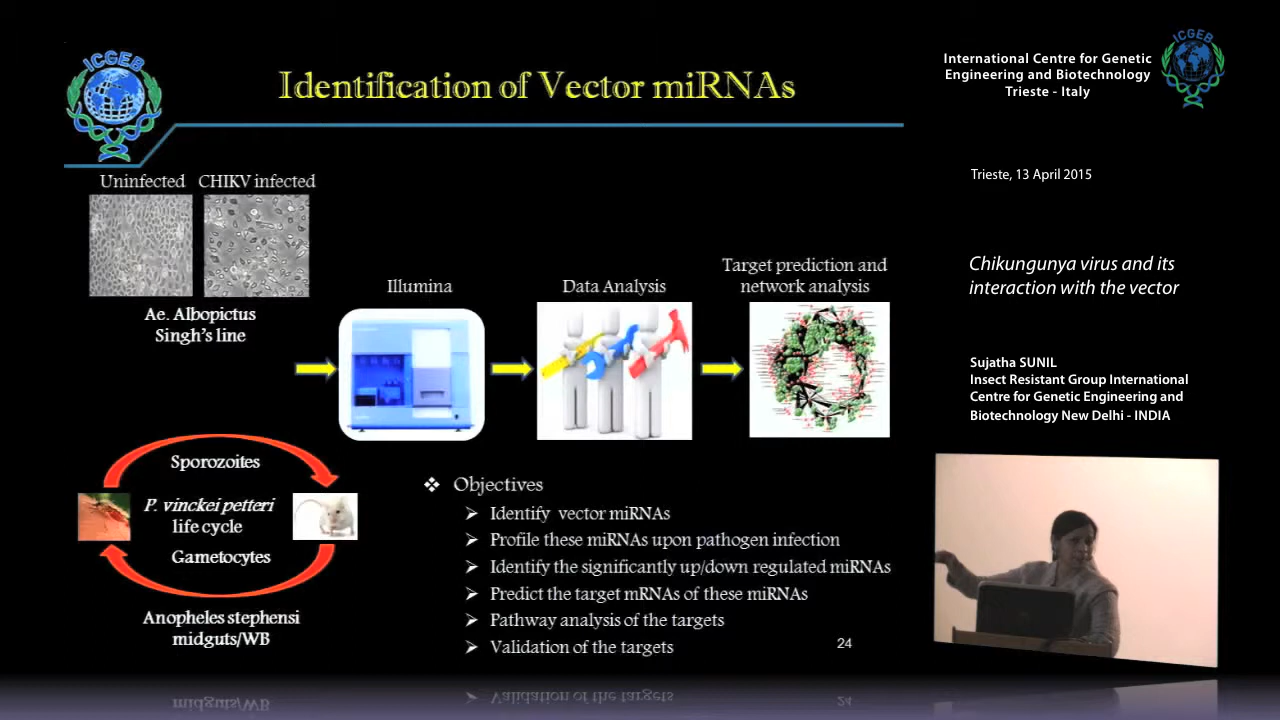 ICGEB
Identification of Vector miRNAs
International Centre for Genetic
Engineering and Biotechnology
Trieste - Italy
ICGEB
Trieste, 13 April 2015
Uninfected
CHIKV infected
Ae. Albopictus
Singh's line
Illumina
Data Analysis
Target prediction and
network analysis
Chikungunya virus and its
interaction with the vector
Sujatha SUNIL
Insect Resistant Group International
Centre for Genetic Engineering and
Biotechnology New Delhi - INDIA
Sporozoites
P. vinckei petteri
life cycle
Gametocytes
Anopheles stephensi
midguts/WB
❖ Objectives
➢ Identify vector miRNAs
➢ Profile these miRNAs upon pathogen infection
➢ Identify the significantly up/down regulated miRNAs
➢ Predict the target mRNAs of these miRNAs
➢ Pathway analysis of the targets
➢ Validation of the targets
24